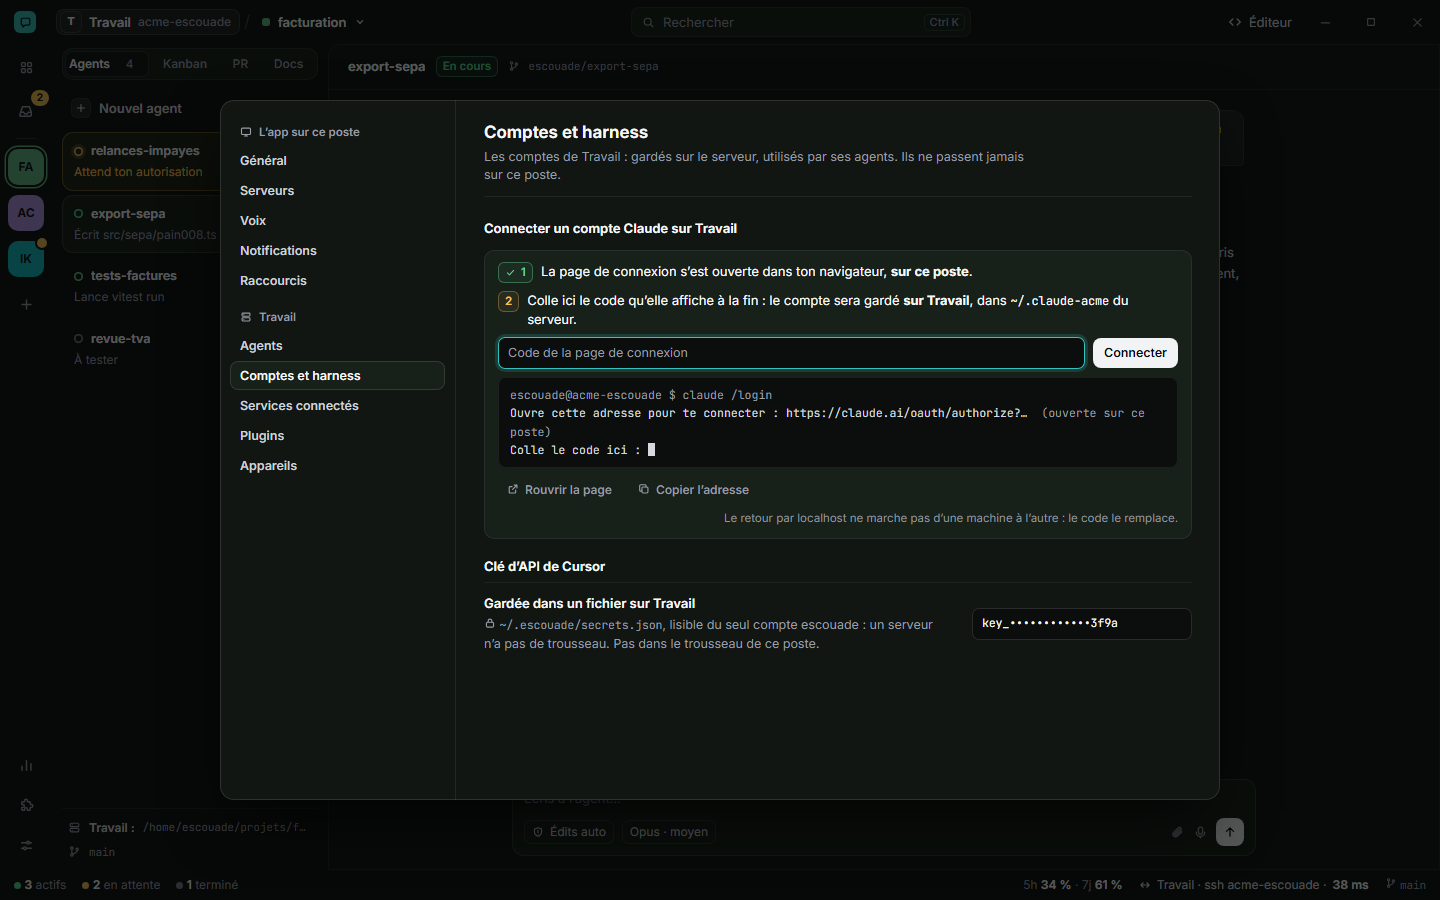 T Travail acme-escouade / facturation
Rechercher Ctrl K
Éditeur
Agents 4 Kanban PR Docs
export-sepa En cours escouade/export-sepa
2
Nouvel agent
FA
AC
IK
relances-impayes
Attend ton autorisation
export-sepa
Écrit src/sepa/pain008.ts
tests-factures
Lance vitest run
revue-tva
À tester
L’app sur ce poste
Général
Serveurs
Voix
Notifications
Raccourcis
Travail
Agents
Comptes et harness
Services connectés
Plugins
Appareils
Comptes et harness
Les comptes de Travail : gardés sur le serveur, utilisés par ses agents. Ils ne passent jamais
sur ce poste.
Connecter un compte Claude sur Travail
1 La page de connexion s’est ouverte dans ton navigateur, sur ce poste.
2 Colle ici le code qu’elle affiche à la fin : le compte sera gardé sur Travail, dans ~/.claude-acme du
serveur.
Code de la page de connexion
Connecter
escouade@acme-escouade $ claude /login
Ouvre cette adresse pour te connecter : https://claude.ai/oauth/authorize?… (ouverte sur ce
poste)
Colle le code ici :
Rouvrir la page Copier l’adresse
Le retour par localhost ne marche pas d’une machine à l’autre : le code le remplace.
Clé d’API de Cursor
Gardée dans un fichier sur Travail
~/.escouade/secrets.json, lisible du seul compte escouade : un serveur
n’a pas de trousseau. Pas dans le trousseau de ce poste.
key_••••••••••••3f9a
Travail : /home/escouade/projets/f…
main
Édits auto Opus · moyen
3 actifs 2 en attente 1 terminé
5h 34 % · 7j 61 % Travail · ssh acme-escouade · 38 ms main